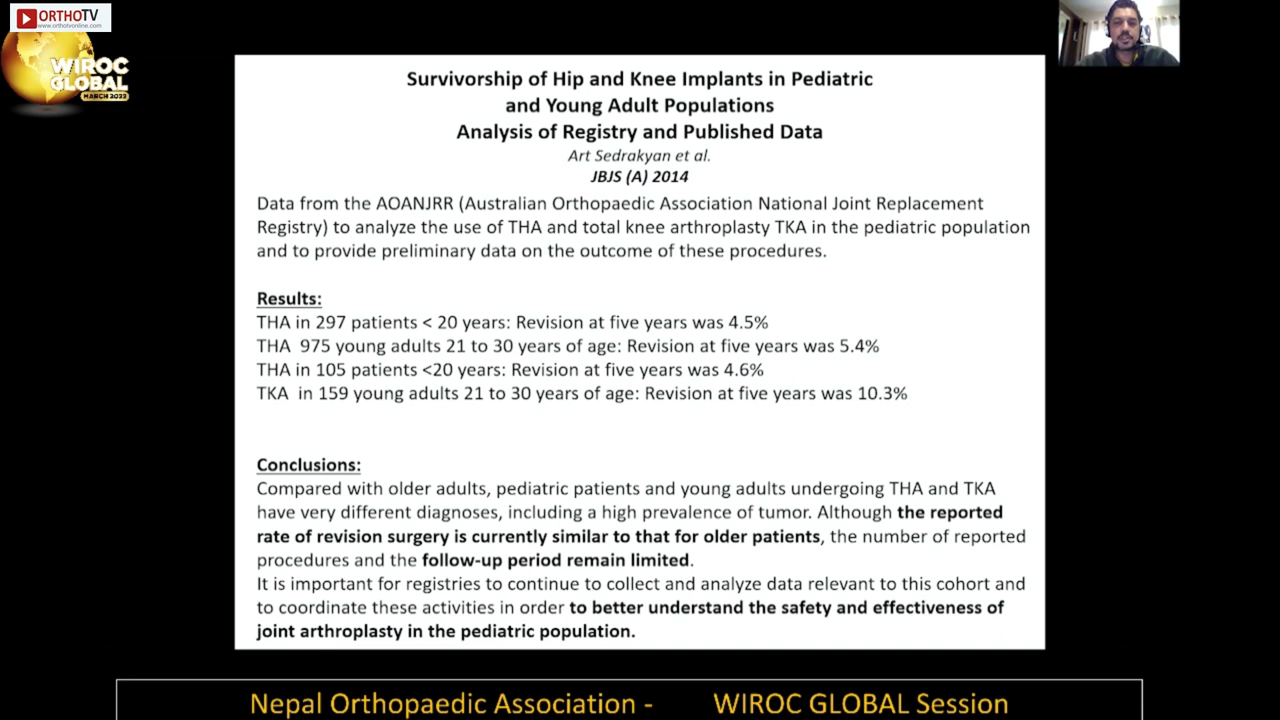 ORTHOTV
www.orthotvonline.com
WIROC
GLOBAL
MARCH 2022
Survivorship of Hip and Knee Implants in Pediatric
and Young Adult Populations
Analysis of Registry and Published Data
Art Sedrakyan et al.
JBJS (A) 2014
Data from the AOANJRR (Australian Orthopaedic Association National Joint Replacement
Registry) to analyze the use of THA and total knee arthroplasty TKA in the pediatric population
and to provide preliminary data on the outcome of these procedures.
Results:
THA in 297 patients < 20 years: Revision at five years was 4.5%
THA  975 young adults 21 to 30 years of age: Revision at five years was 5.4%
THA in 105 patients <20 years: Revision at five years was 4.6%
TKA  in 159 young adults 21 to 30 years of age: Revision at five years was 10.3%
Conclusions:
Compared with older adults, pediatric patients and young adults undergoing THA and TKA
have very different diagnoses, including a high prevalence of tumor. Although the reported
rate of revision surgery is currently similar to that for older patients, the number of reported
procedures and the follow-up period remain limited.
It is important for registries to continue to collect and analyze data relevant to this cohort and
to coordinate these activities in order to better understand the safety and effectiveness of
joint arthroplasty in the pediatric population.
Nepal Orthopaedic Association - WIROC GLOBAL Session